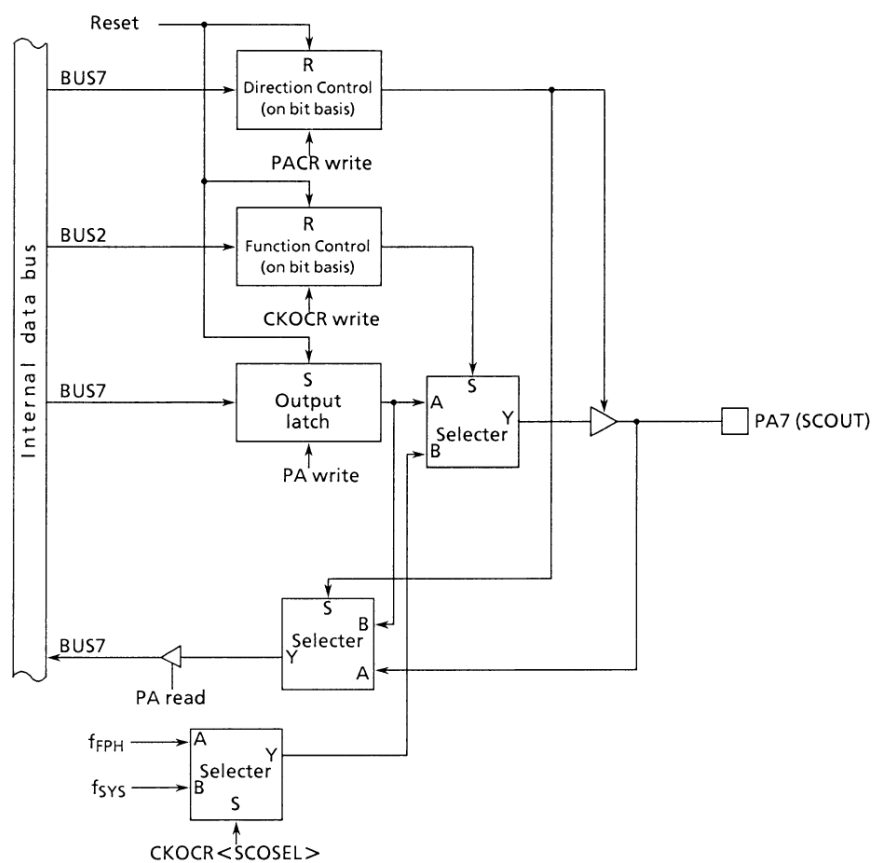 Reset
BUS7
R
Direction Control
(on bit basis)
PACR write
BUS2
R
Function Control
(on bit basis)
CKOCR write
Internal data bus
BUS7
S
Output
latch
PA write
S
A
Y
Selecter
B
PA7 (SCOUT)
S
B
Selecter
Y
A
BUS7
PA read
fFPH
A
Y
Selecter
fSYS
B
S
CKOCR<SCOSEL>